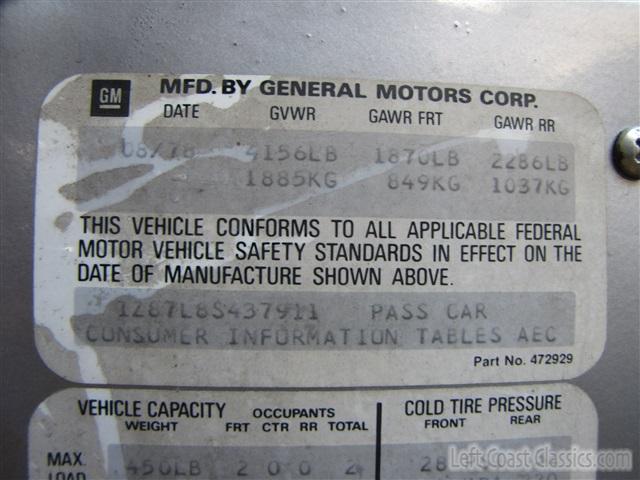 GM MFD. BY GENERAL MOTORS CORP.
DATE GVWR GAWR FRT GAWR RR
08/78 4156LB 1870LB 2286LB
1885KG 849KG 1037KG
THIS VEHICLE CONFORMS TO ALL APPLICABLE FEDERAL
MOTOR VEHICLE SAFETY STANDARDS IN EFFECT ON THE
DATE OF MANUFACTURE SHOWN ABOVE.
1Z87L8S437911 PASS CAR
CONSUMER INFORMATION TABLES AEC
Part No. 472929
VEHICLE CAPACITY OCCUPANTS COLD TIRE PRESSURE
WEIGHT FRT CTR RR TOTAL FRONT REAR
MAX. 450LB 2 0 0 2 28
LOAD
Left Coast Classics.com